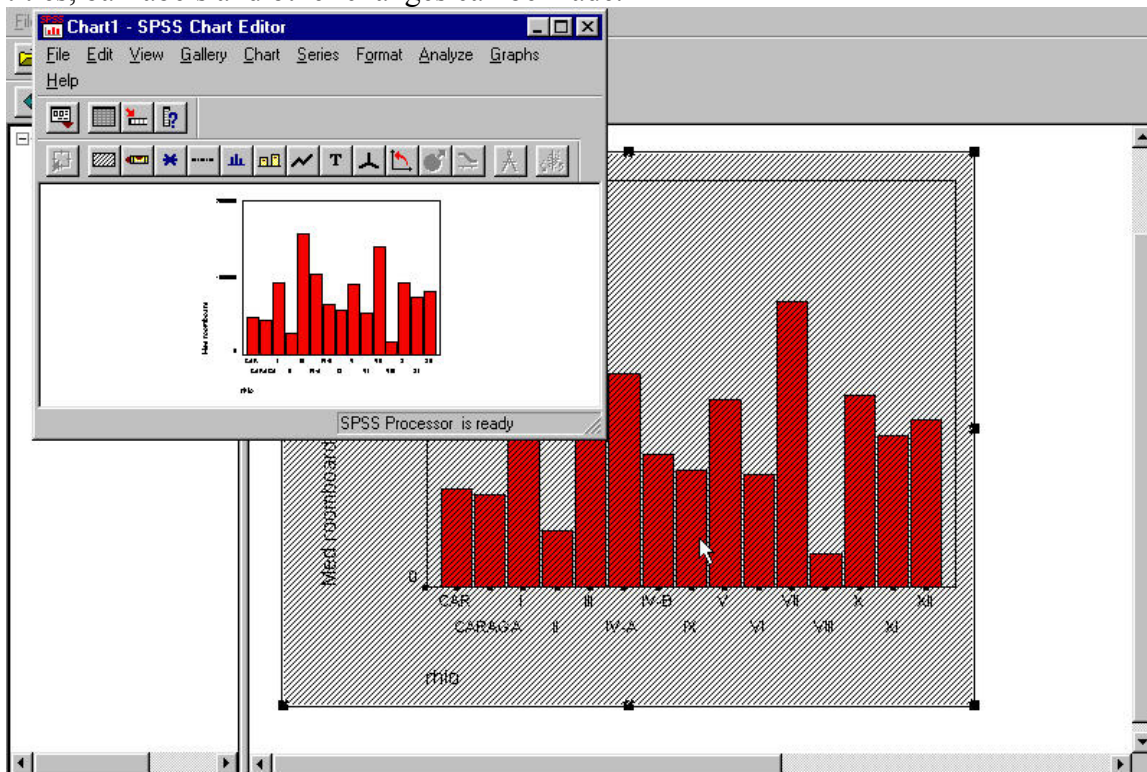 Chart1 - SPSS Chart Editor
File Edit View Gallery Chart Series Format Analyze Graphs
Help
T
SPSS Processor is ready
Med roomboard
0
CAR I III IV-B V VII X XII
CARAGA II IV-A IX VI VIII XI
rhio